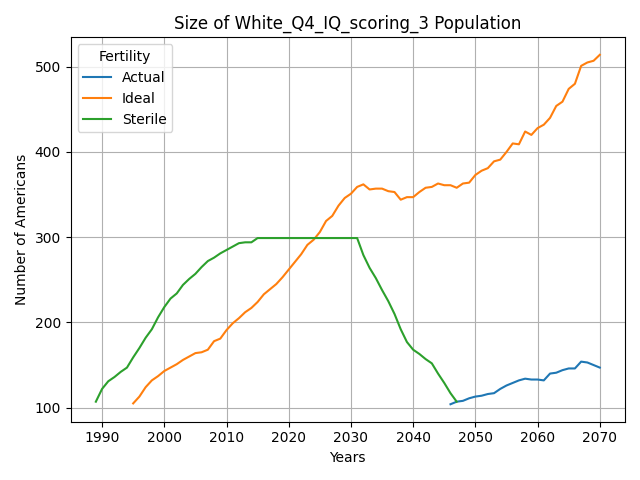 Size of White_Q4_IQ_scoring_3 Population
Fertility
Actual
Ideal
Sterile
Number of Americans
500
400
300
200
100
1990 2000 2010 2020 2030 2040 2050 2060 2070
Years